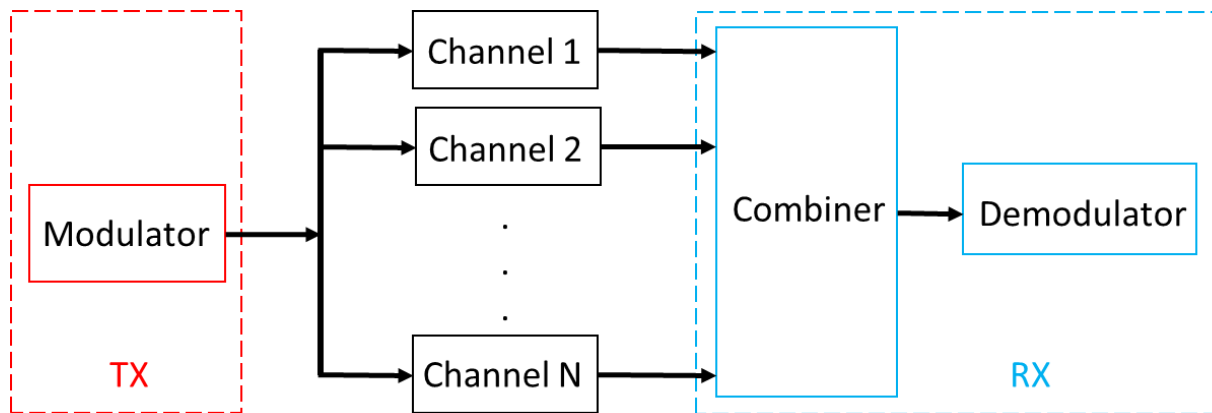 Channel 1
Channel 2
Modulator
Combiner
Demodulator
.
.
.
Channel N
TX
RX